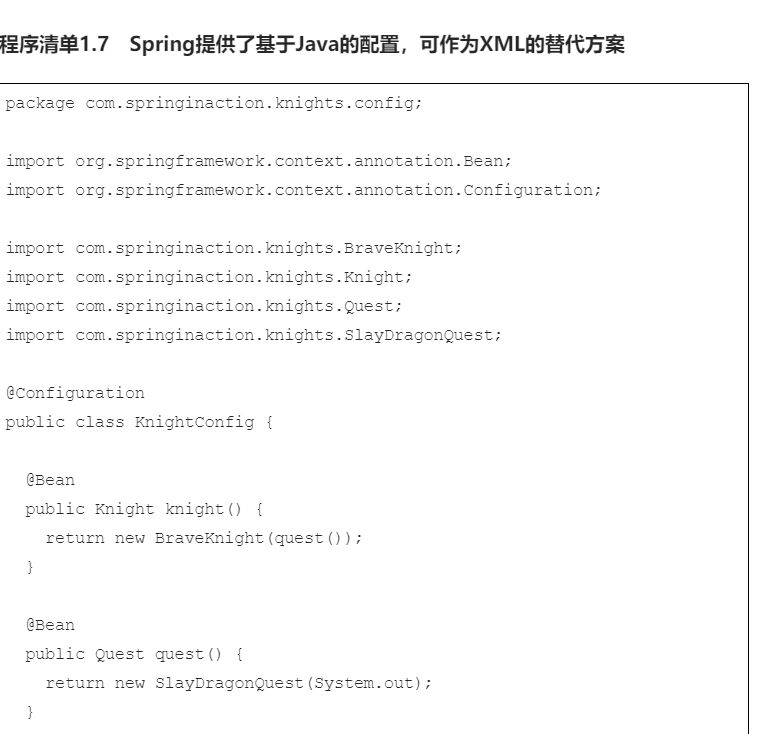 程序清单1.7 Spring提供了基于Java的配置，可作为XML的替代方案
package com.springinaction.knights.config;
import org.springframework.context.annotation.Bean;
import org.springframework.context.annotation.Configuration;
import com.springinaction.knights.BraveKnight;
import com.springinaction.knights.Knight;
import com.springinaction.knights.Quest;
import com.springinaction.knights.SlayDragonQuest;
@Configuration
public class KnightConfig {
@Bean
public Knight knight() {
return new BraveKnight(quest());
}
@Bean
public Quest quest() {
return new SlayDragonQuest(System.out);
}